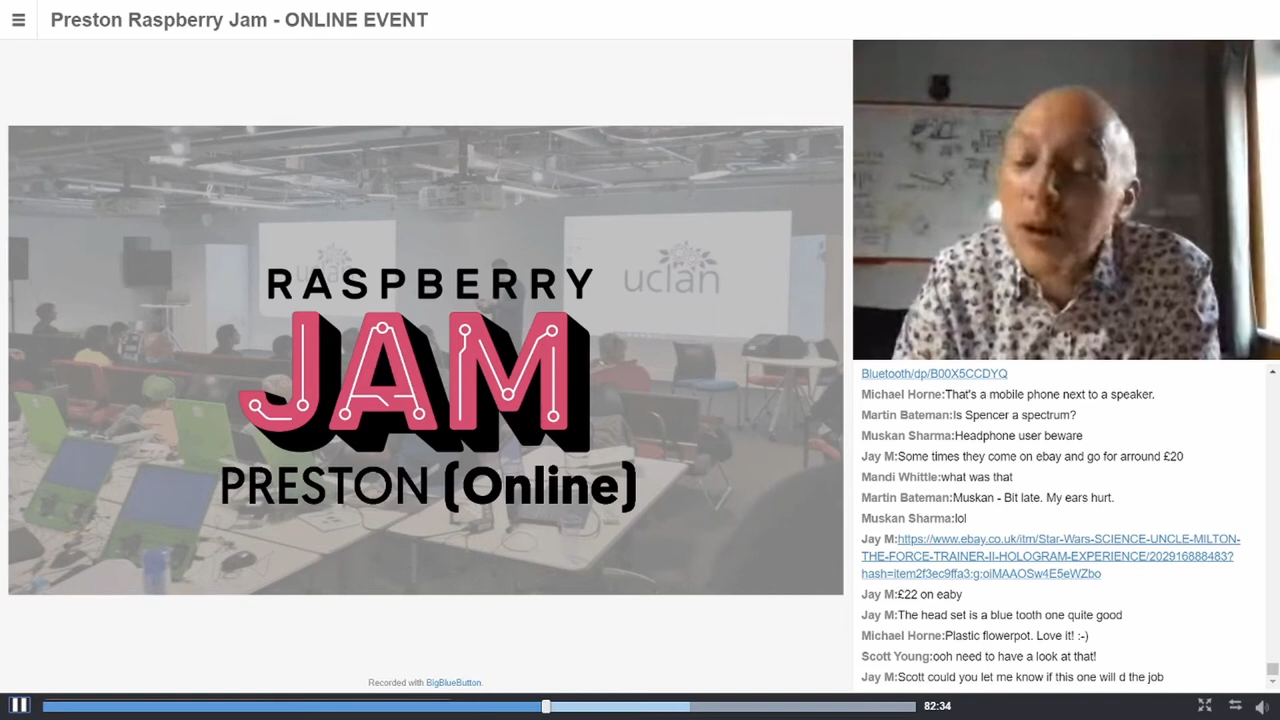 Preston Raspberry Jam - ONLINE EVENT
uclan
uclan
RASPBERRY
JAM
PRESTON (Online)
Recorded with BigBlueButton.
Bluetooth/dp/B00X5CCDYQ
Michael Horne:That's a mobile phone next to a speaker.
Martin Bateman:Is Spencer a spectrum?
Muskan Sharma:Headphone user beware
Jay M:Some times they come on ebay and go for arround £20
Mandi Whittle:what was that
Martin Bateman:Muskan - Bit late. My ears hurt.
Muskan Sharma:lol
Jay M:https://www.ebay.co.uk/itm/Star-Wars-SCIENCE-UNCLE-MILTON-
THE-FORCE-TRAINER-II-HOLOGRAM-EXPERIENCE/202916888483?
hash=item2f3ec9ffa3:g:oiMAAOSw4E5eWZbo
Jay M:£22 on eaby
Jay M:The head set is a blue tooth one quite good
Michael Horne:Plastic flowerpot. Love it! :-)
Scott Young:ooh need to have a look at that!
Jay M:Scott could you let me know if this one will d the job
82:34